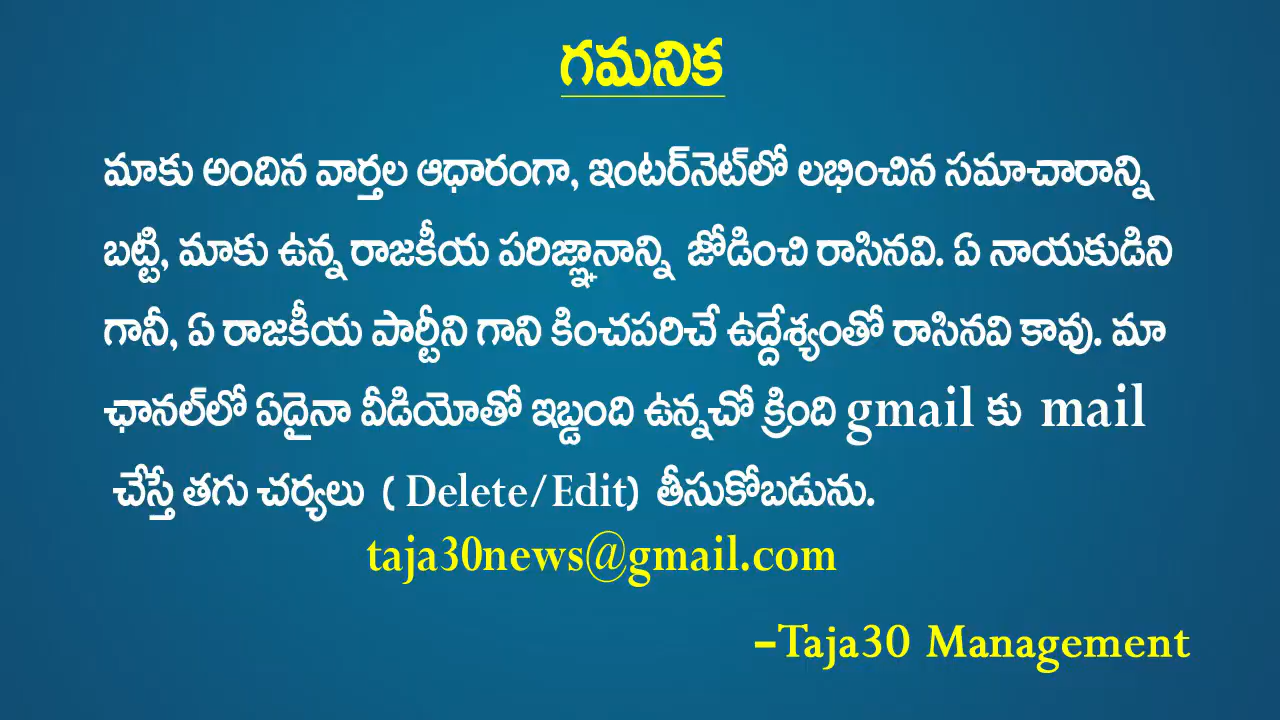 గమనిక
మాకు అందిన వార్తల ఆధారంగా, ఇంటర్‌నెట్‌లో లభించిన సమాచారాన్ని
బట్టి, మాకు ఉన్న రాజకీయ పరిజ్ఞానాన్ని జోడించి రాసినవి. ఏ నాయకుడిని
గానీ, ఏ రాజకీయ పార్టీని గాని కించపరిచే ఉద్దేశ్యంతో రాసినవి కావు. మా
ఛానల్‌లో ఏదైనా వీడియోతో ఇబ్డంది ఉన్నచో క్రింది gmail కు mail
చేస్తే తగు చర్యలు ( Delete/Edit) తీసుకోబడును.
taja30news@gmail.com
-Taja30 Management